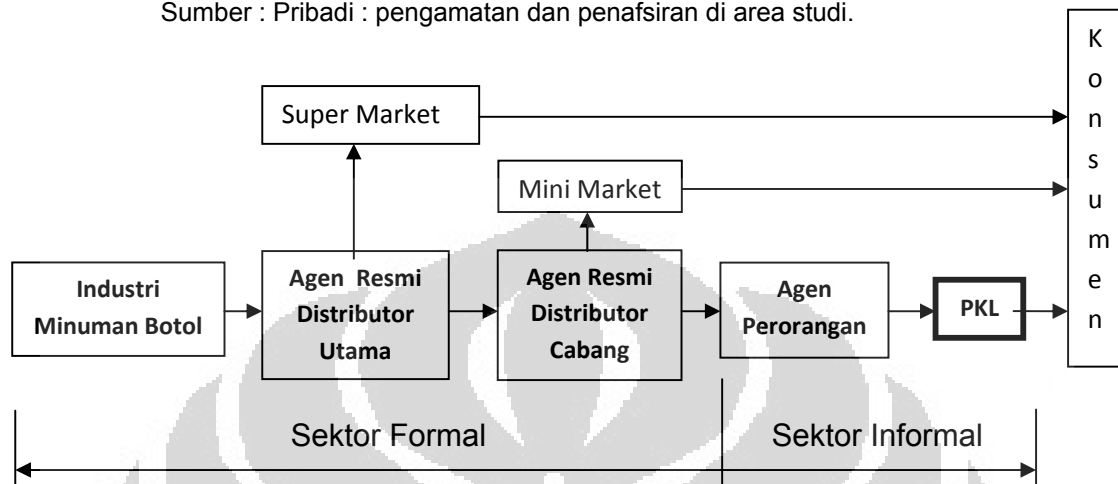 Sumber : Pribadi : pengamatan dan penafsiran di area studi.
Super Market
Mini Market
Industri
Minuman Botol
Agen Resmi
Distributor
Utama
Agen Resmi
Distributor
Cabang
Agen
Perorangan
PKL
K
o
n
s
u
m
e
n
Sektor Formal
Sektor Informal